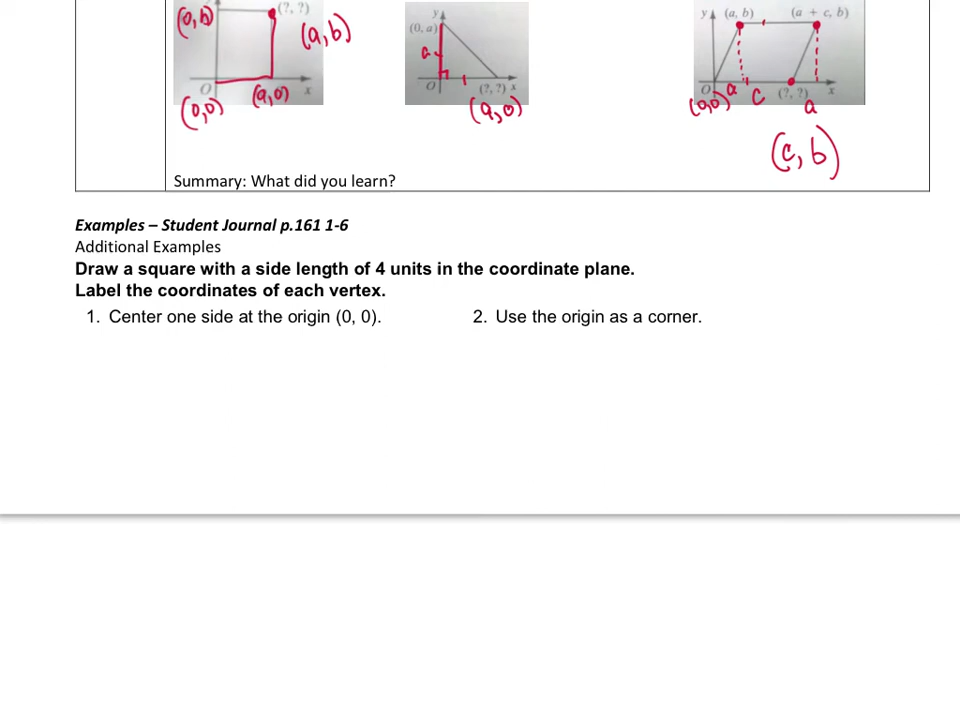 (0,b) (?, ?) (a,b)
O x
(0,0) (a,0)
y
(0, a)
a
O (?, ?) x
(a,0)
y (a, b) (a + c, b)
O a c (?, ?) x
(0,0) a
(c, b)
Summary: What did you learn?
Examples – Student Journal p.161 1-6
Additional Examples
Draw a square with a side length of 4 units in the coordinate plane.
Label the coordinates of each vertex.
1. Center one side at the origin (0, 0). 2. Use the origin as a corner.